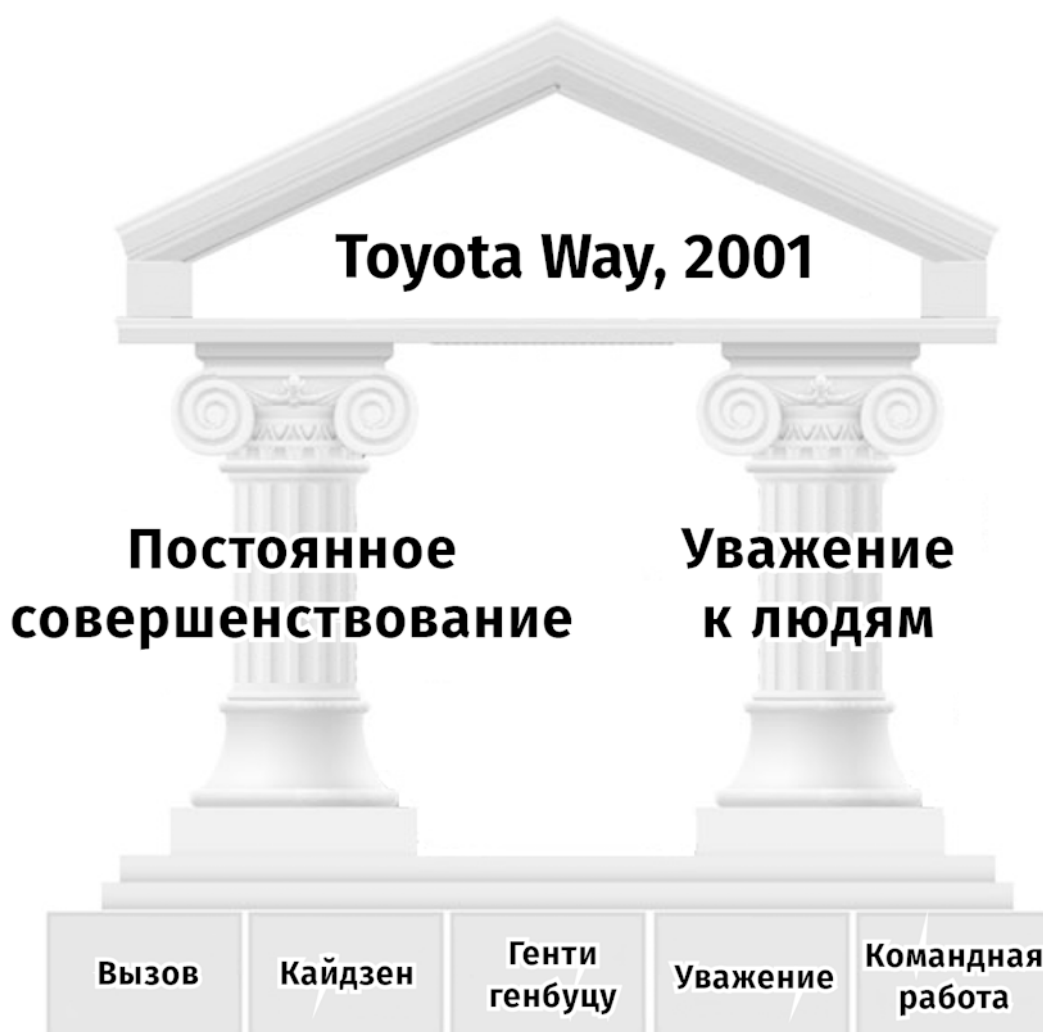 Toyota Way, 2001
Постоянное
совершенствование
Уважение
к людям
Вызов
Кайдзен
Генти
генбуцу
Уважение
Командная
работа